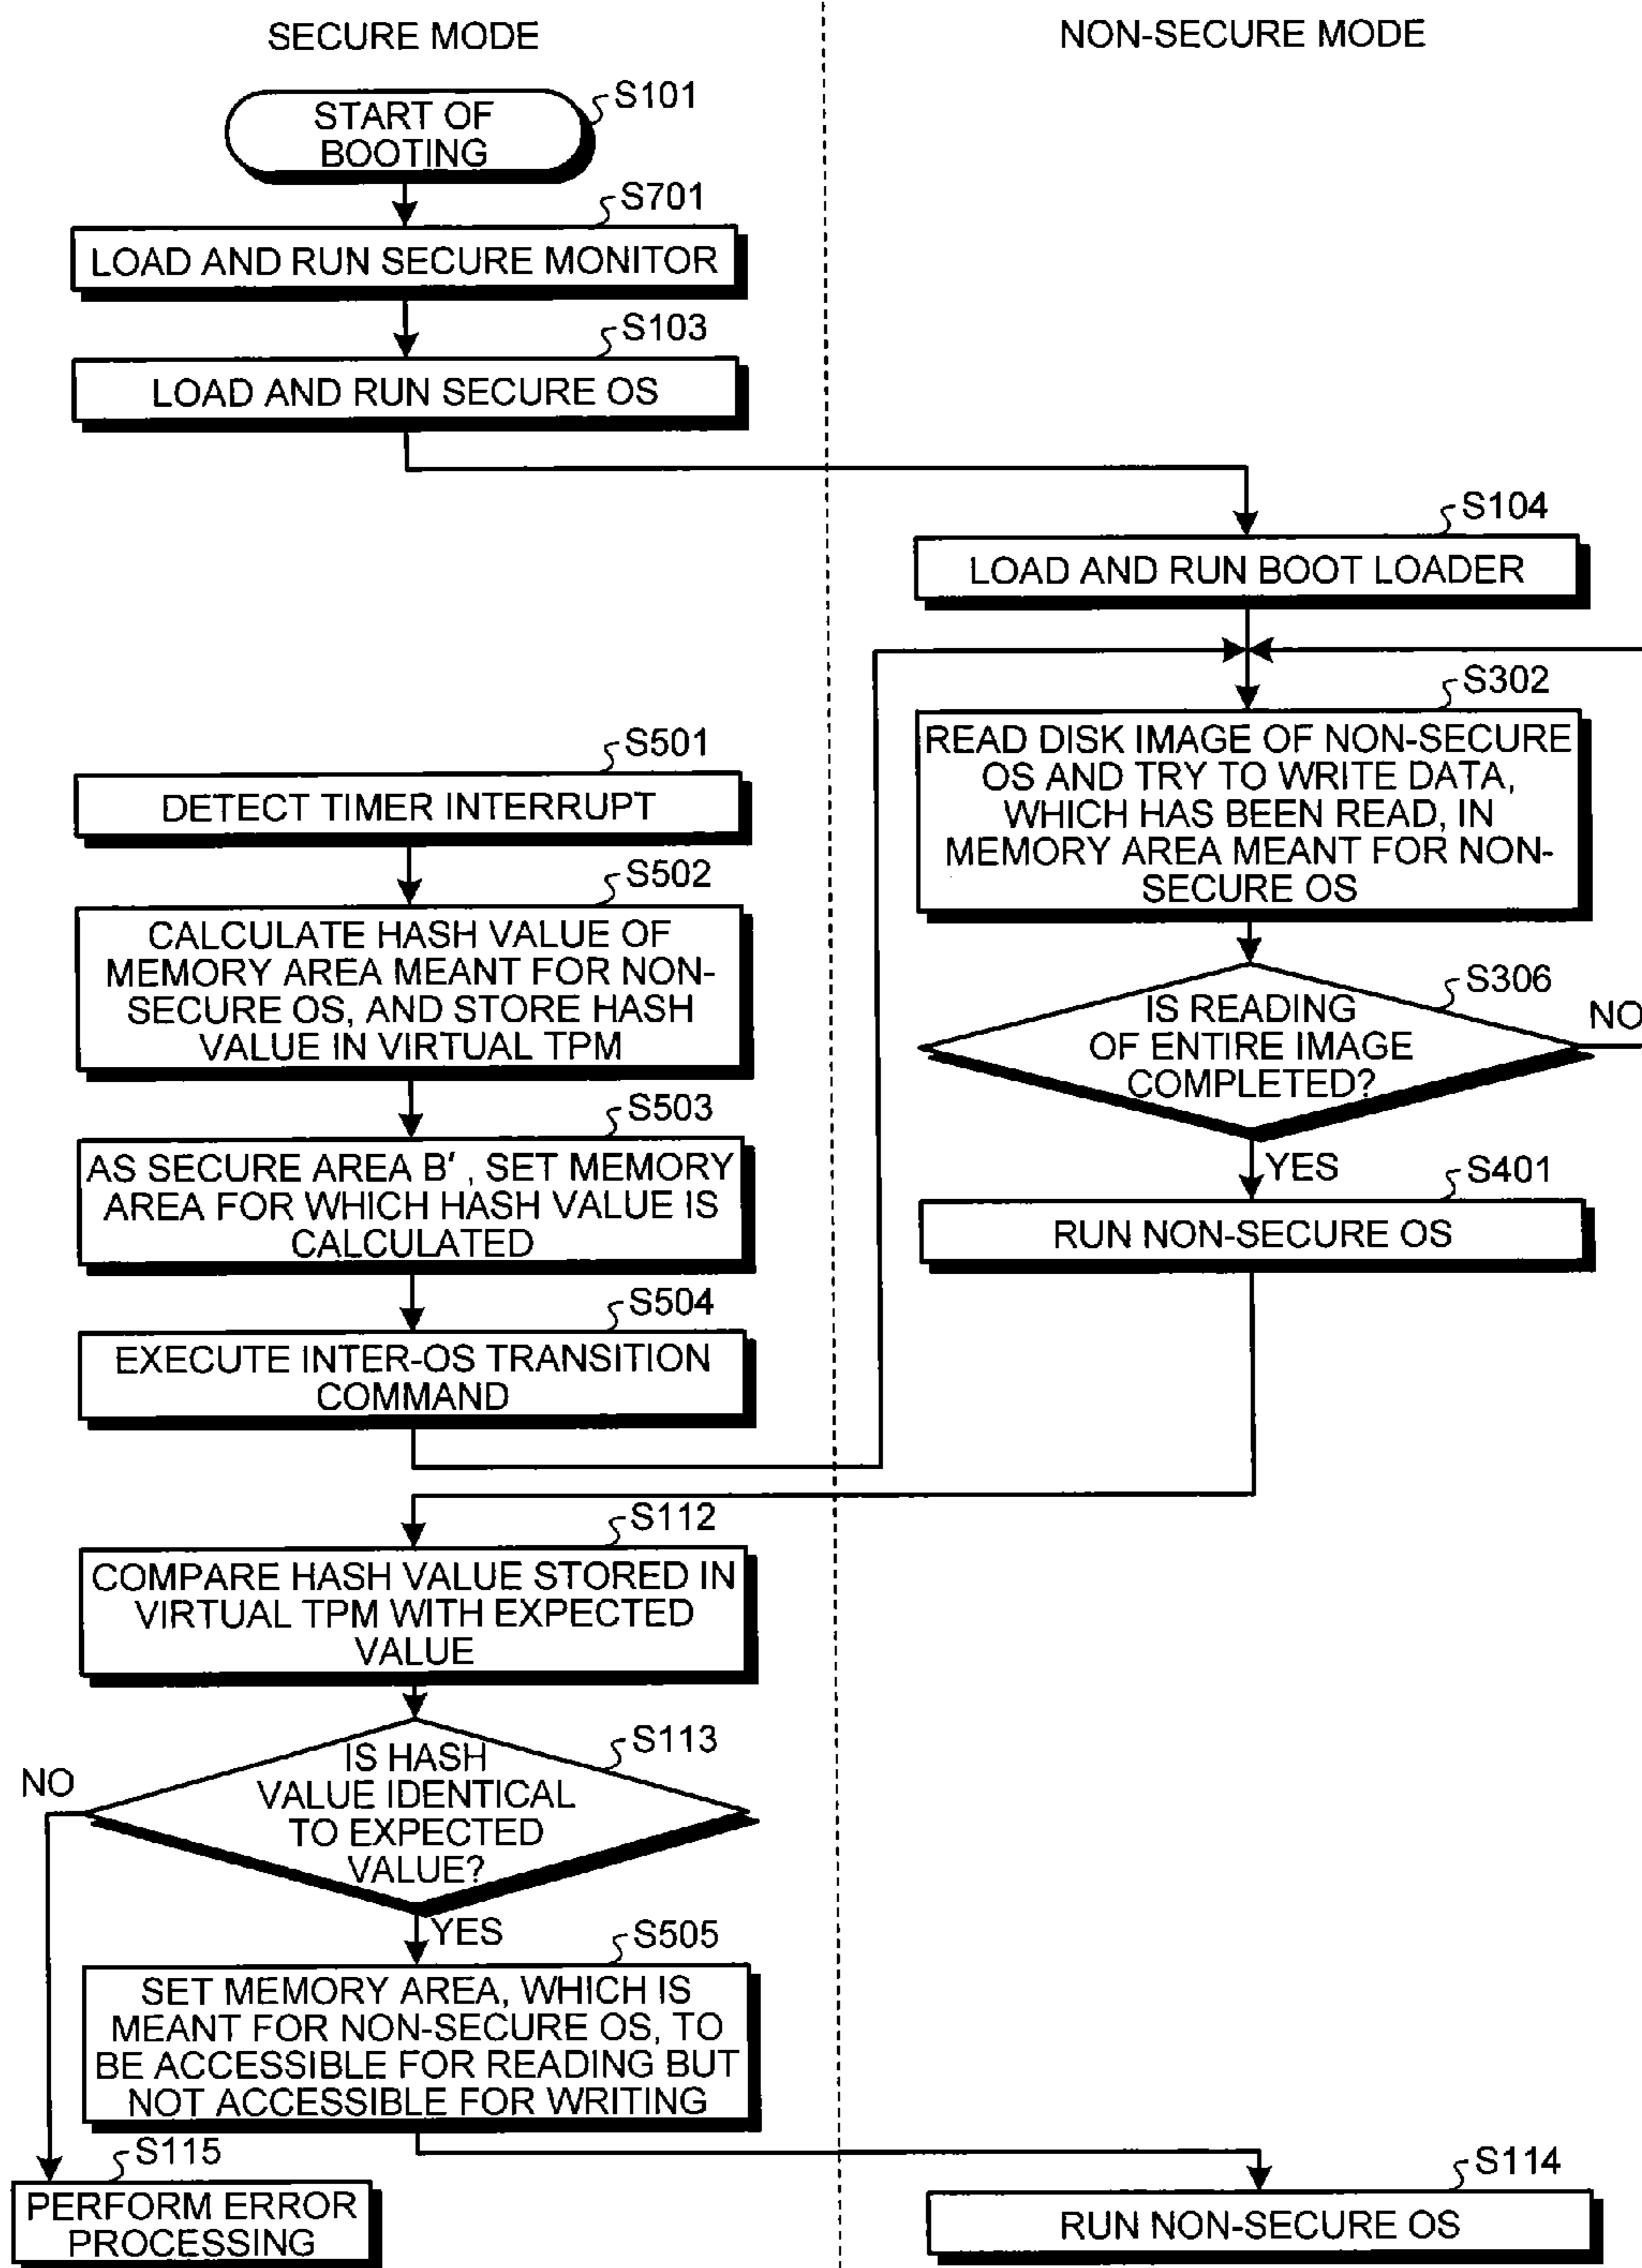 SECURE MODE
NON-SECURE MODE
S101
START OF
BOOTING
S701
LOAD AND RUN SECURE MONITOR
S103
LOAD AND RUN SECURE OS
S104
LOAD AND RUN BOOT LOADER
S302
READ DISK IMAGE OF NON-SECURE
OS AND TRY TO WRITE DATA,
WHICH HAS BEEN READ, IN
MEMORY AREA MEANT FOR NON-
SECURE OS
S306
IS READING
OF ENTIRE IMAGE
COMPLETED?
NO
YES
S401
RUN NON-SECURE OS
S501
DETECT TIMER INTERRUPT
S502
CALCULATE HASH VALUE OF
MEMORY AREA MEANT FOR NON-
SECURE OS, AND STORE HASH
VALUE IN VIRTUAL TPM
S503
AS SECURE AREA B′, SET MEMORY
AREA FOR WHICH HASH VALUE IS
CALCULATED
S504
EXECUTE INTER-OS TRANSITION
COMMAND
S112
COMPARE HASH VALUE STORED IN
VIRTUAL TPM WITH EXPECTED
VALUE
S113
IS HASH
VALUE IDENTICAL
TO EXPECTED
VALUE?
NO
YES
S505
SET MEMORY AREA, WHICH IS
MEANT FOR NON-SECURE OS, TO
BE ACCESSIBLE FOR READING BUT
NOT ACCESSIBLE FOR WRITING
S115
PERFORM ERROR
PROCESSING
S114
RUN NON-SECURE OS